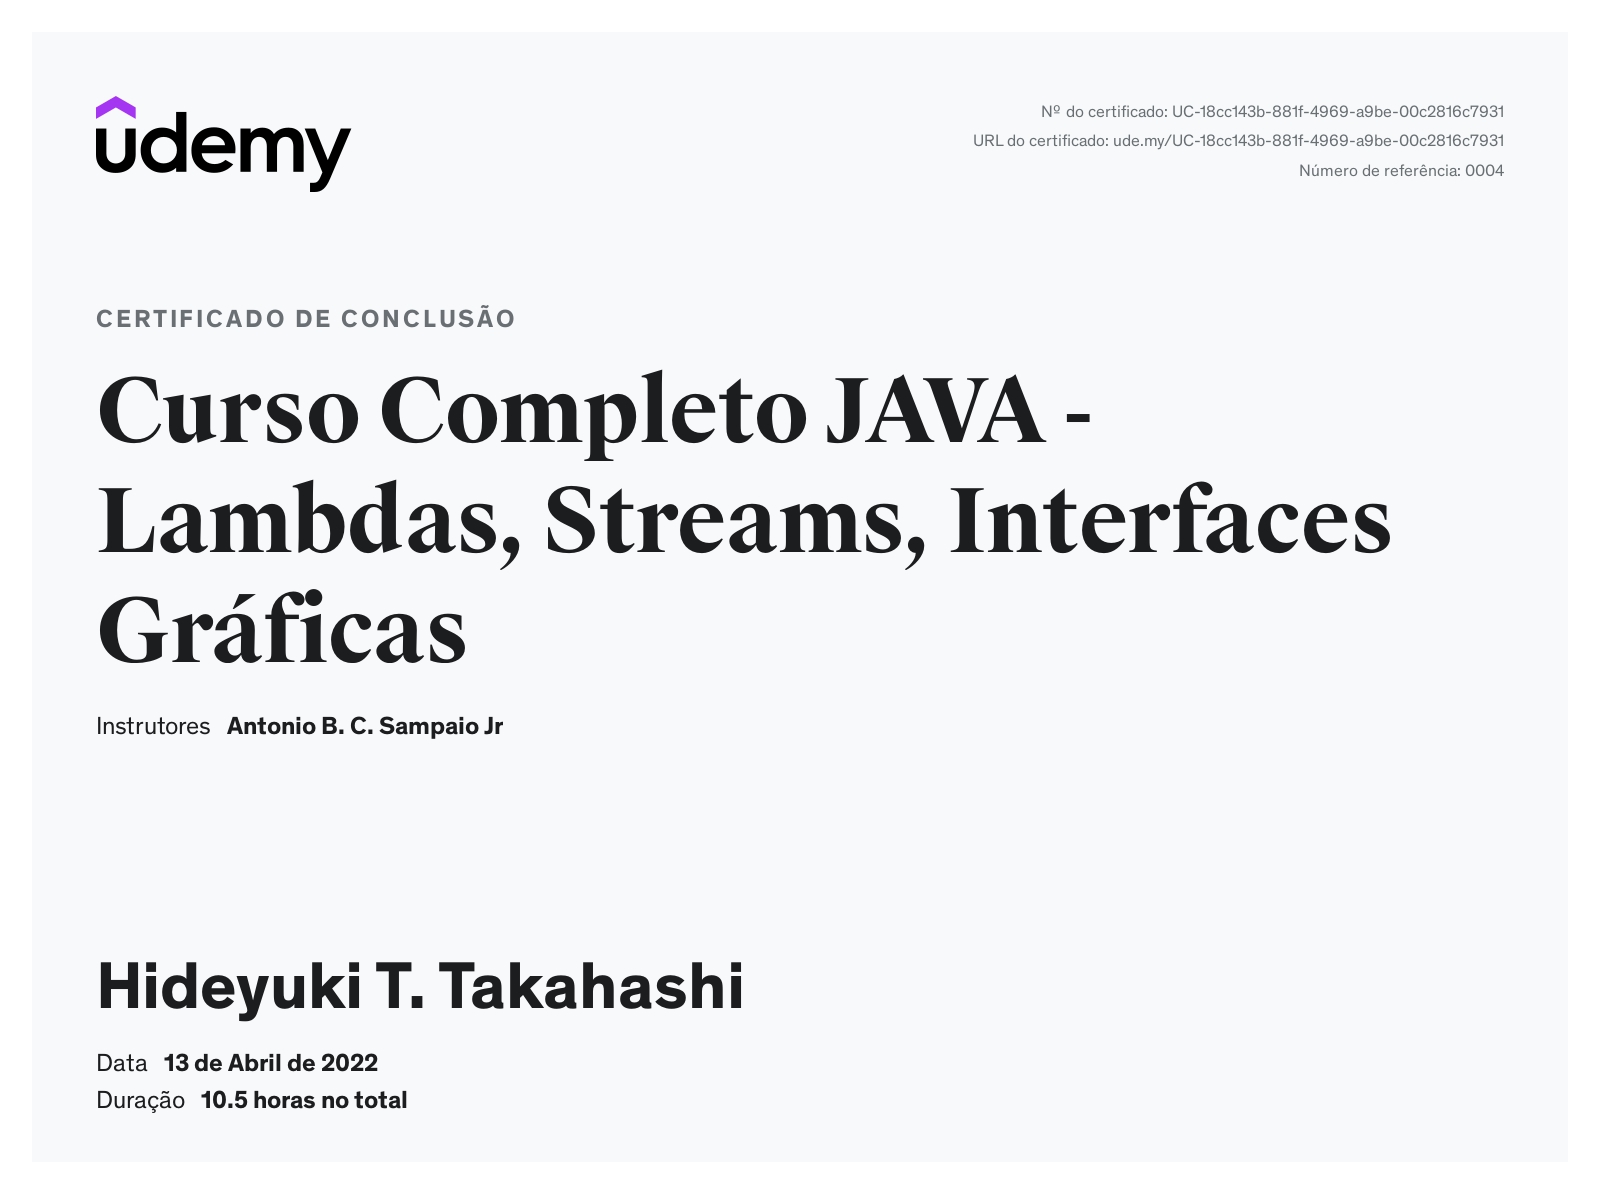 udemy
Nº do certificado: UC-18cc143b-881f-4969-a9be-00c2816c7931
URL do certificado: ude.my/UC-18cc143b-881f-4969-a9be-00c2816c7931
Número de referência: 0004
CERTIFICADO DE CONCLUSÃO
Curso Completo JAVA -
Lambdas, Streams, Interfaces
Gráficas
Instrutores Antonio B. C. Sampaio Jr
Hideyuki T. Takahashi
Data 13 de Abril de 2022
Duração 10.5 horas no total